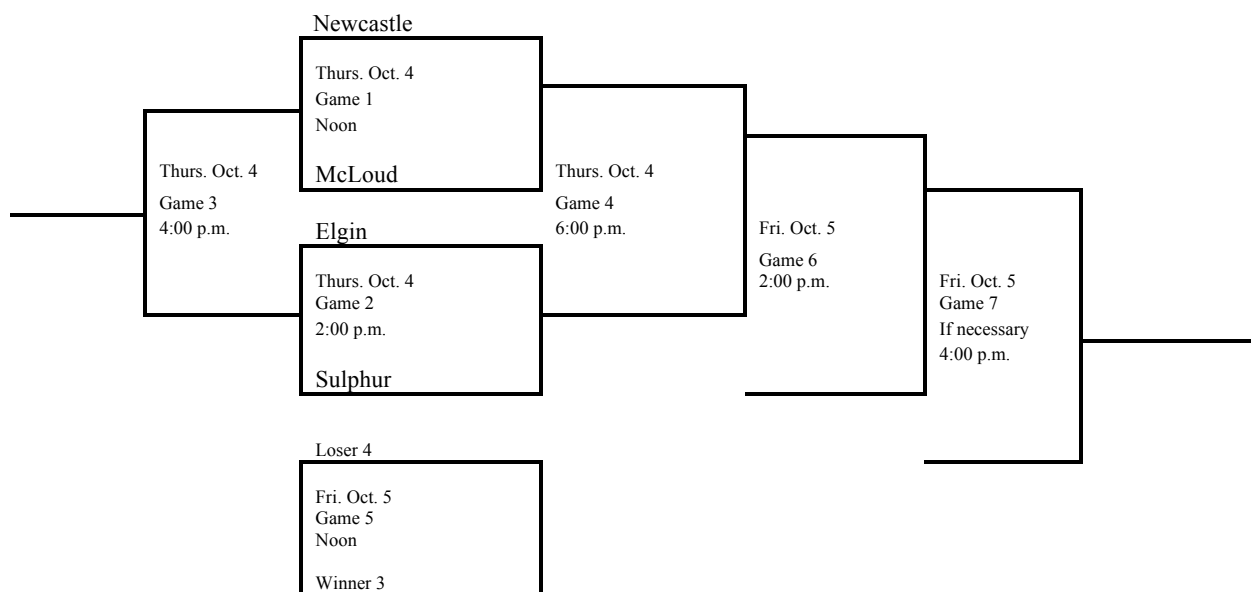 Newcastle
Thurs. Oct. 4
Game 1
Noon
McLoud
Thurs. Oct. 4
Game 3
4:00 p.m.
Thurs. Oct. 4
Game 4
6:00 p.m.
Elgin
Thurs. Oct. 4
Game 2
2:00 p.m.
Sulphur
Fri. Oct. 5
Game 6
2:00 p.m.
Fri. Oct. 5
Game 7
If necessary
4:00 p.m.
Loser 4
Fri. Oct. 5
Game 5
Noon
Winner 3